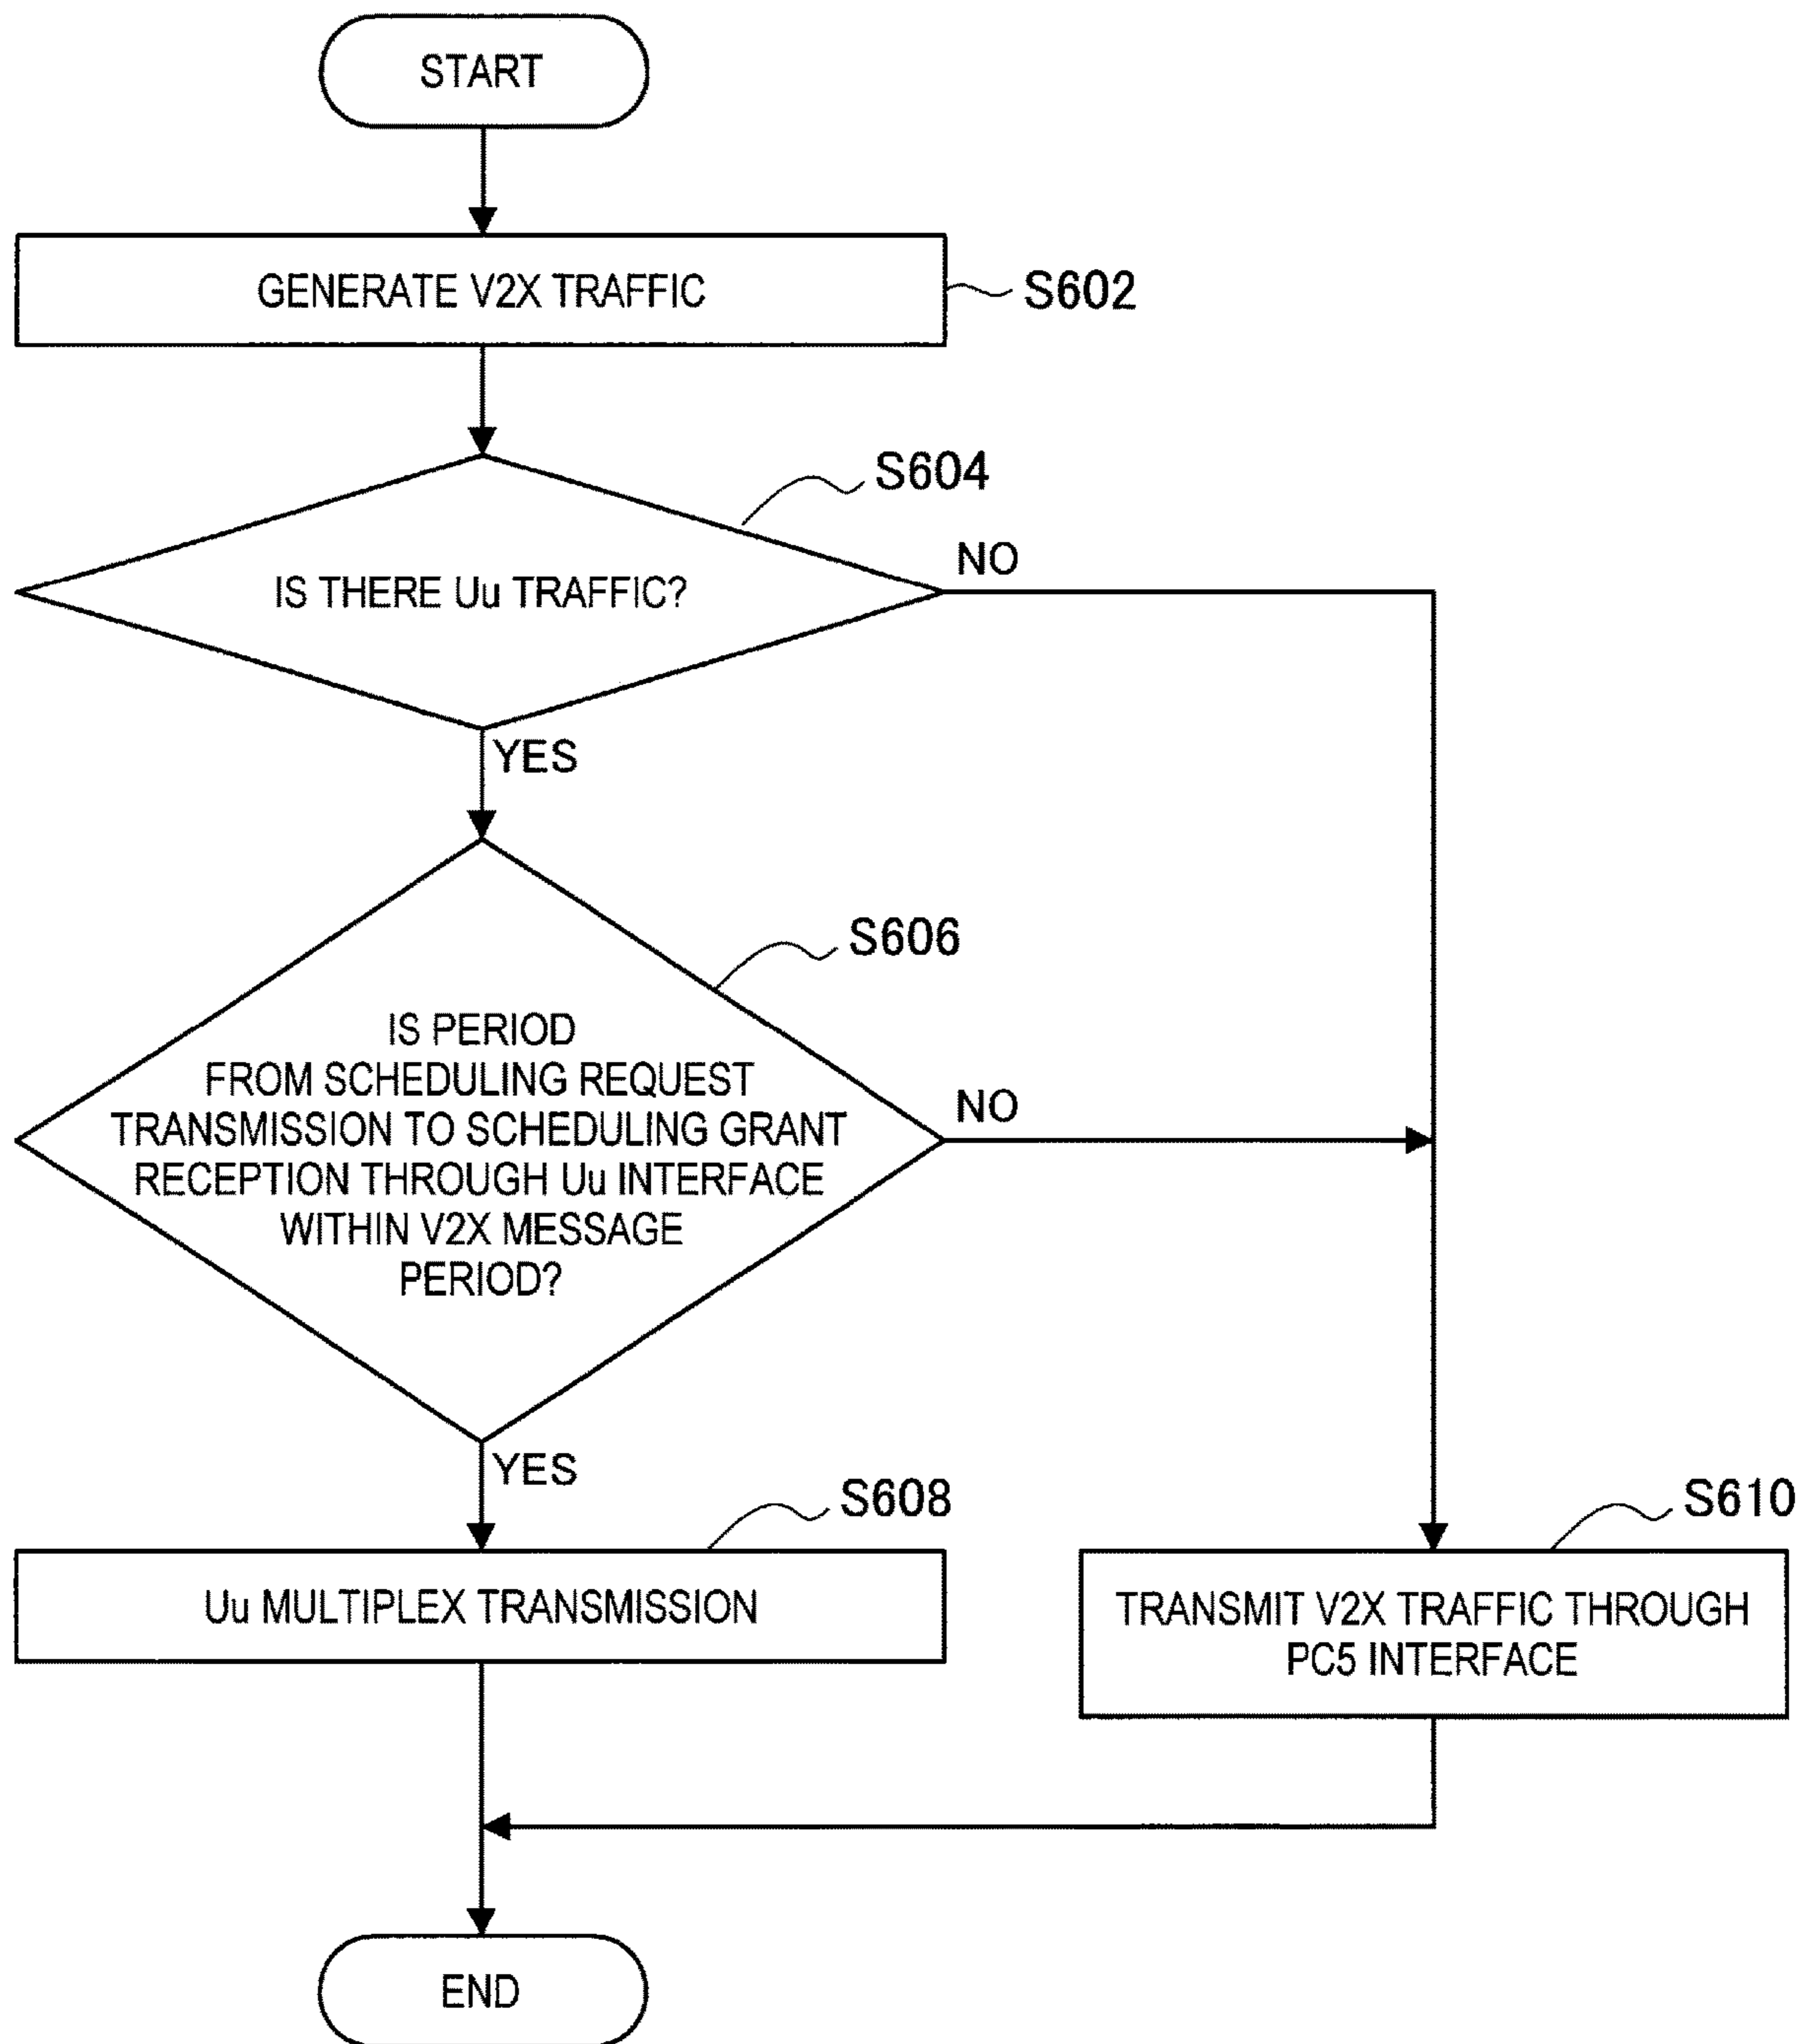 START
GENERATE V2X TRAFFIC
S602
S604
IS THERE Uu TRAFFIC?
NO
YES
S606
IS PERIOD
FROM SCHEDULING REQUEST
TRANSMISSION TO SCHEDULING GRANT
RECEPTION THROUGH Uu INTERFACE
WITHIN V2X MESSAGE
PERIOD?
NO
YES
S608
Uu MULTIPLEX TRANSMISSION
S610
TRANSMIT V2X TRAFFIC THROUGH
PC5 INTERFACE
END